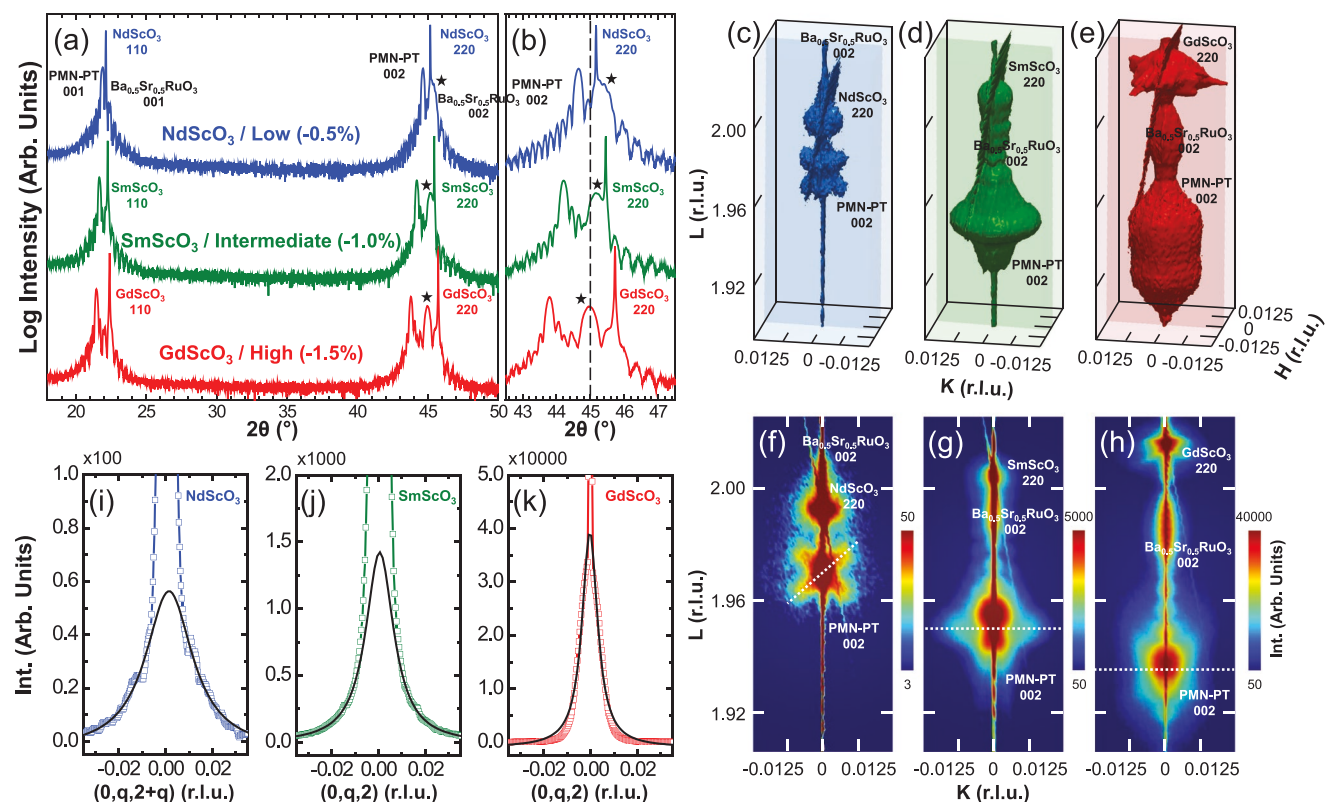 (a)
NdScO3
110
PMN-PT
001
Ba0.5Sr0.5RuO3
001
PMN-PT
002
NdScO3
220
★
Ba0.5Sr0.5RuO3
002
NdScO3 / Low (-0.5%)
SmScO3
110
★
SmScO3
220
SmScO3 / Intermediate (-1.0%)
GdScO3
110
★
GdScO3
220
GdScO3 / High (-1.5%)
Log Intensity (Arb. Units)
20 25 30 35 40 45 50
2θ (°)
(b)
NdScO3
220
PMN-PT
002
★
SmScO3
220
★
GdScO3
220
★
43 44 45 46 47
2θ (°)
(c)
Ba0.5Sr0.5RuO3
002
NdScO3
220
PMN-PT
002
2.00
1.96
1.92
L (r.l.u.)
0.0125 0 -0.0125
(d)
SmScO3
220
Ba0.5Sr0.5RuO3
002
PMN-PT
002
0.0125 0 -0.0125
K (r.l.u.)
(e)
GdScO3
220
Ba0.5Sr0.5RuO3
002
PMN-PT
002
0.0125
0
-0.0125
H (r.l.u.)
0.0125 0 -0.0125
(f)
Ba0.5Sr0.5RuO3
002
NdScO3
220
PMN-PT
002
2.00
1.96
1.92
L (r.l.u.)
-0.0125 0 0.0125
50
3
(g)
SmScO3
220
Ba0.5Sr0.5RuO3
002
PMN-PT
002
-0.0125 0 0.0125
K (r.l.u.)
5000
50
(h)
GdScO3
220
Ba0.5Sr0.5RuO3
002
PMN-PT
002
-0.0125 0 0.0125
40000
50
Int. (Arb. Units)
x100
(i)
NdScO3
1.0
0.8
0.6
0.4
0.2
0.0
Int. (Arb. Units)
-0.02 0.00 0.02
(0,q,2+q) (r.l.u.)
x1000
(j)
SmScO3
2.0
1.5
1.0
0.5
0.0
-0.02 0.00 0.02
(0,q,2) (r.l.u.)
x10000
(k)
GdScO3
5.0
4.0
3.0
2.0
1.0
0.0
-0.02 0.00 0.02
(0,q,2) (r.l.u.)